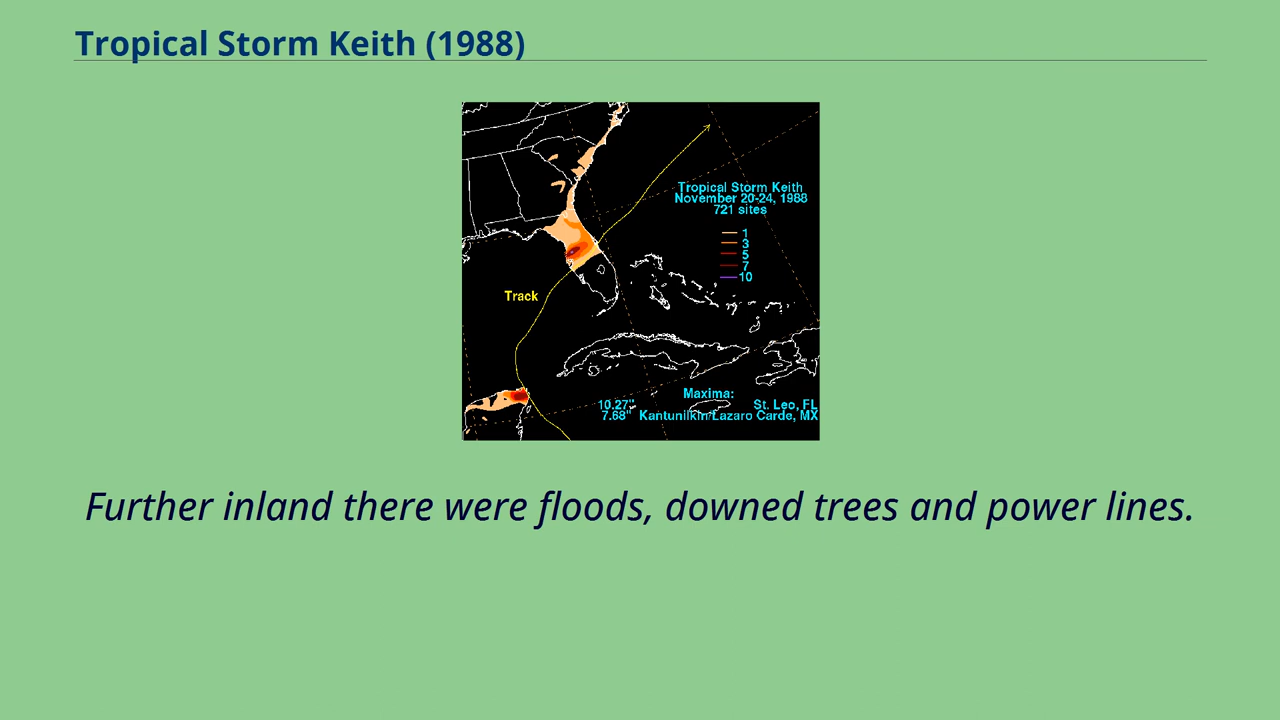 Tropical Storm Keith (1988)
Tropical Storm Keith
November 20-24, 1988
721 sites
1
3
5
7
10
Track
Maxima:
10.27" St. Leo, FL
7.68" Kantunilkin/Lazaro Carde, MX
Further inland there were floods, downed trees and power lines.